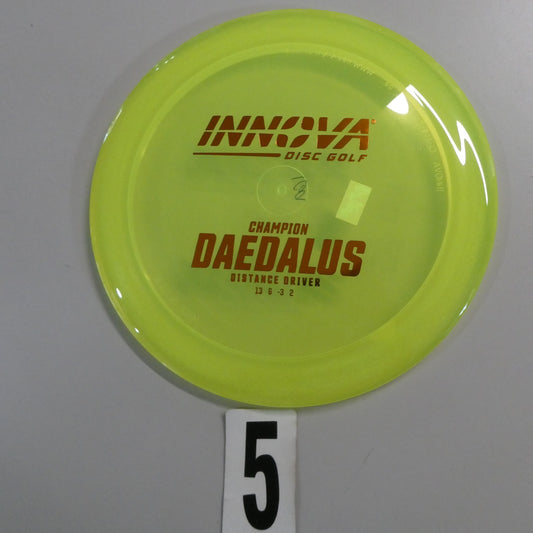 INNOVA
DISC GOLF
CHAMPION
DAEDALUS
DISTANCE DRIVER
13 6 -3 2
5